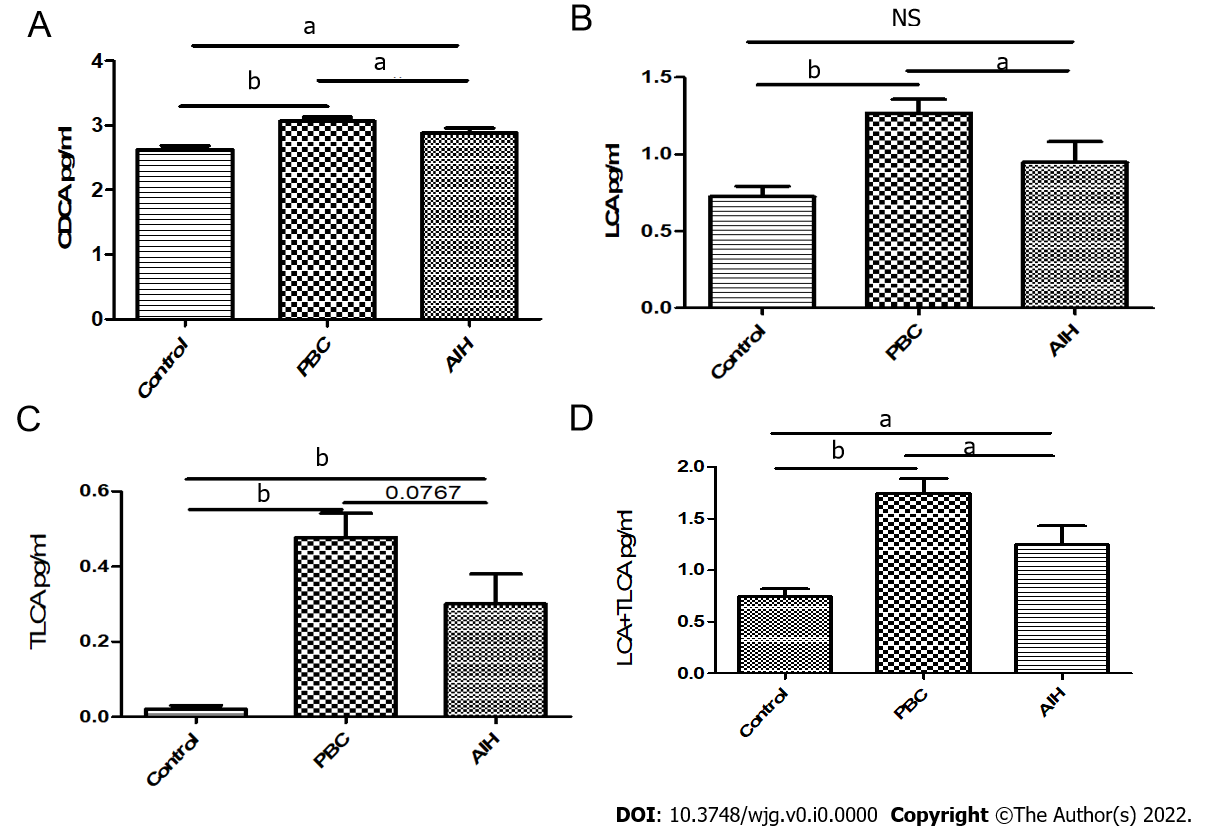 A
a
a
b
CDCA pg/ml
4
3
2
1
0
Control
PBC
AIH
B
NS
b
a
LCA pg/ml
1.5
1.0
0.5
0.0
Control
PBC
AIH
C
b
b
0.0767
TLCA pg/ml
0.6
0.4
0.2
0.0
Control
PBC
AIH
D
a
b
a
LCA+TLCA pg/ml
2.0
1.5
1.0
0.5
0.0
Control
PBC
AIH
DOI: 10.3748/wjg.v0.i0.0000 Copyright ©The Author(s) 2022.